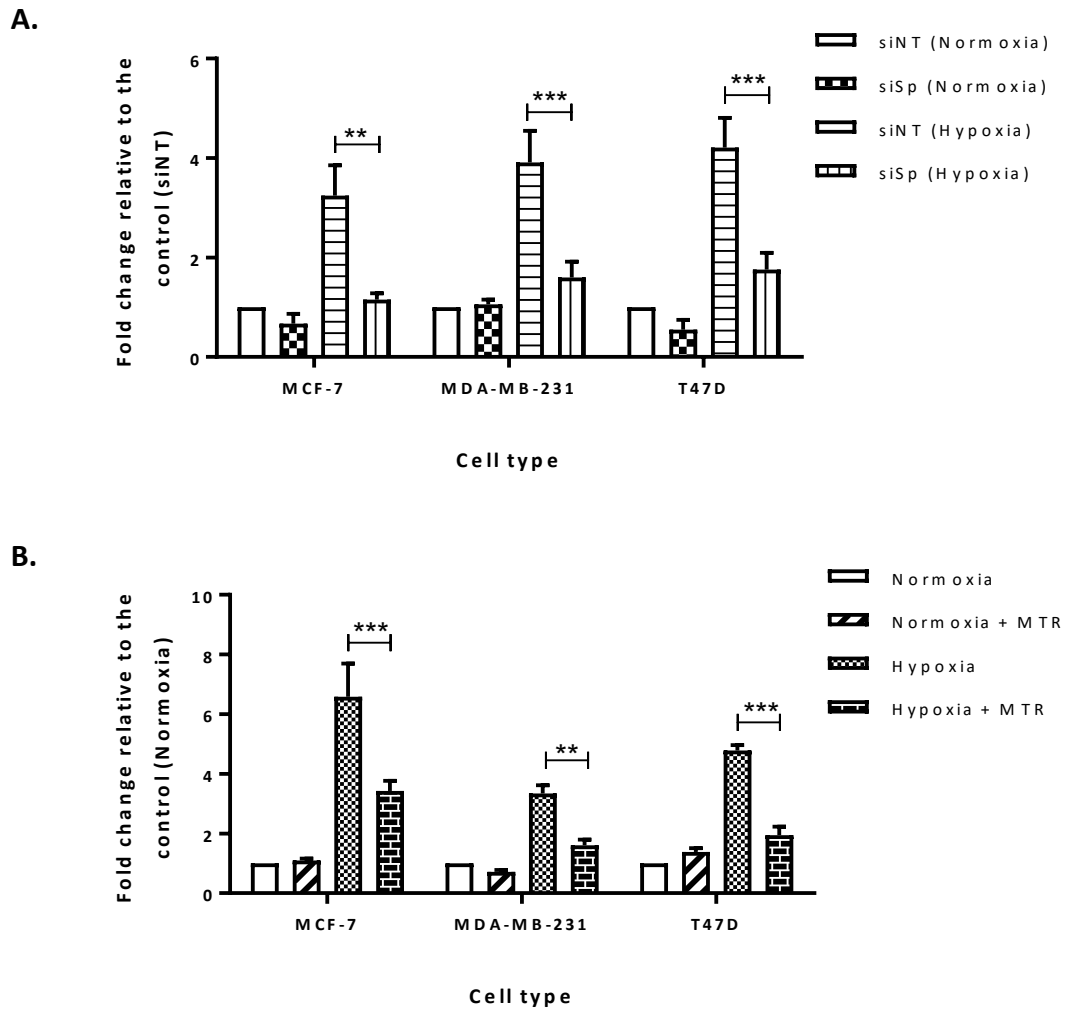 A.
Fold change relative to the
control (siNT)
6
4
2
0
**
***
***
MCF-7
MDA-MB-231
T47D
Cell type
siNT (Normoxia)
siSp (Normoxia)
siNT (Hypoxia)
siSp (Hypoxia)
B.
Fold change relative to the
control (Normoxia)
10
8
6
4
2
0
***
**
***
MCF-7
MDA-MB-231
T47D
Cell type
Normoxia
Normoxia + MTR
Hypoxia
Hypoxia + MTR